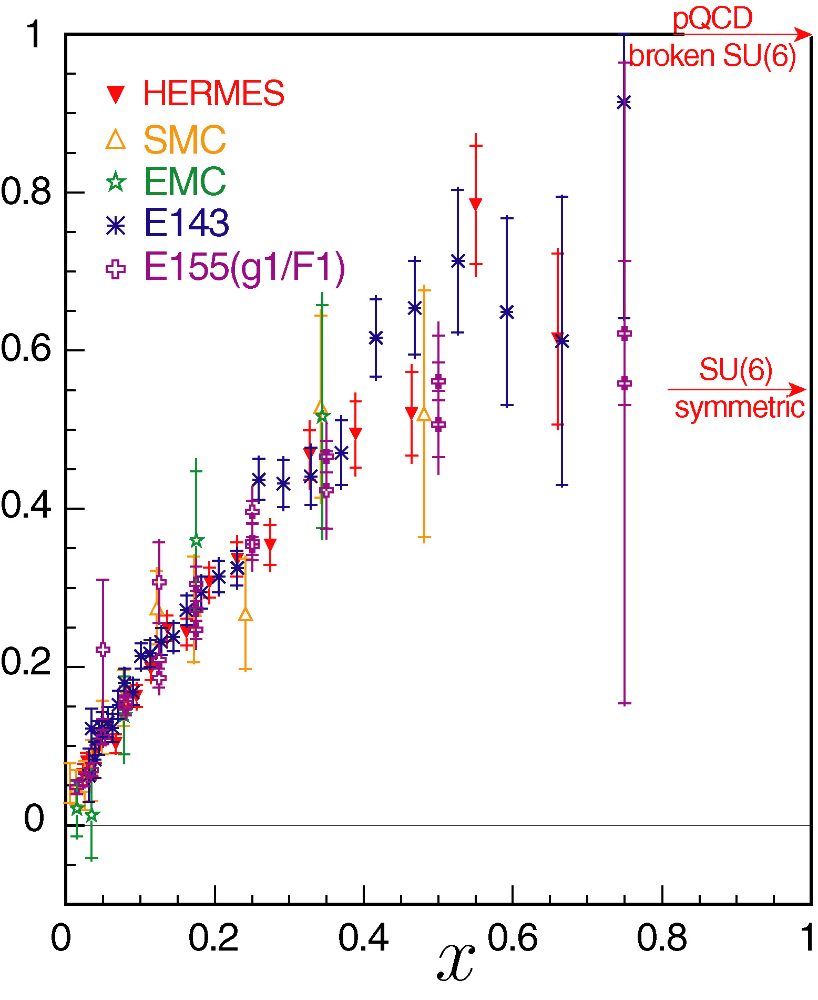 pQCD
broken SU(6)
1
HERMES
SMC
EMC
E143
E155(g1/F1)
0.8
0.6
SU(6)
symmetric
0.4
0.2
0
0 0.2 0.4 0.6 0.8 1
x